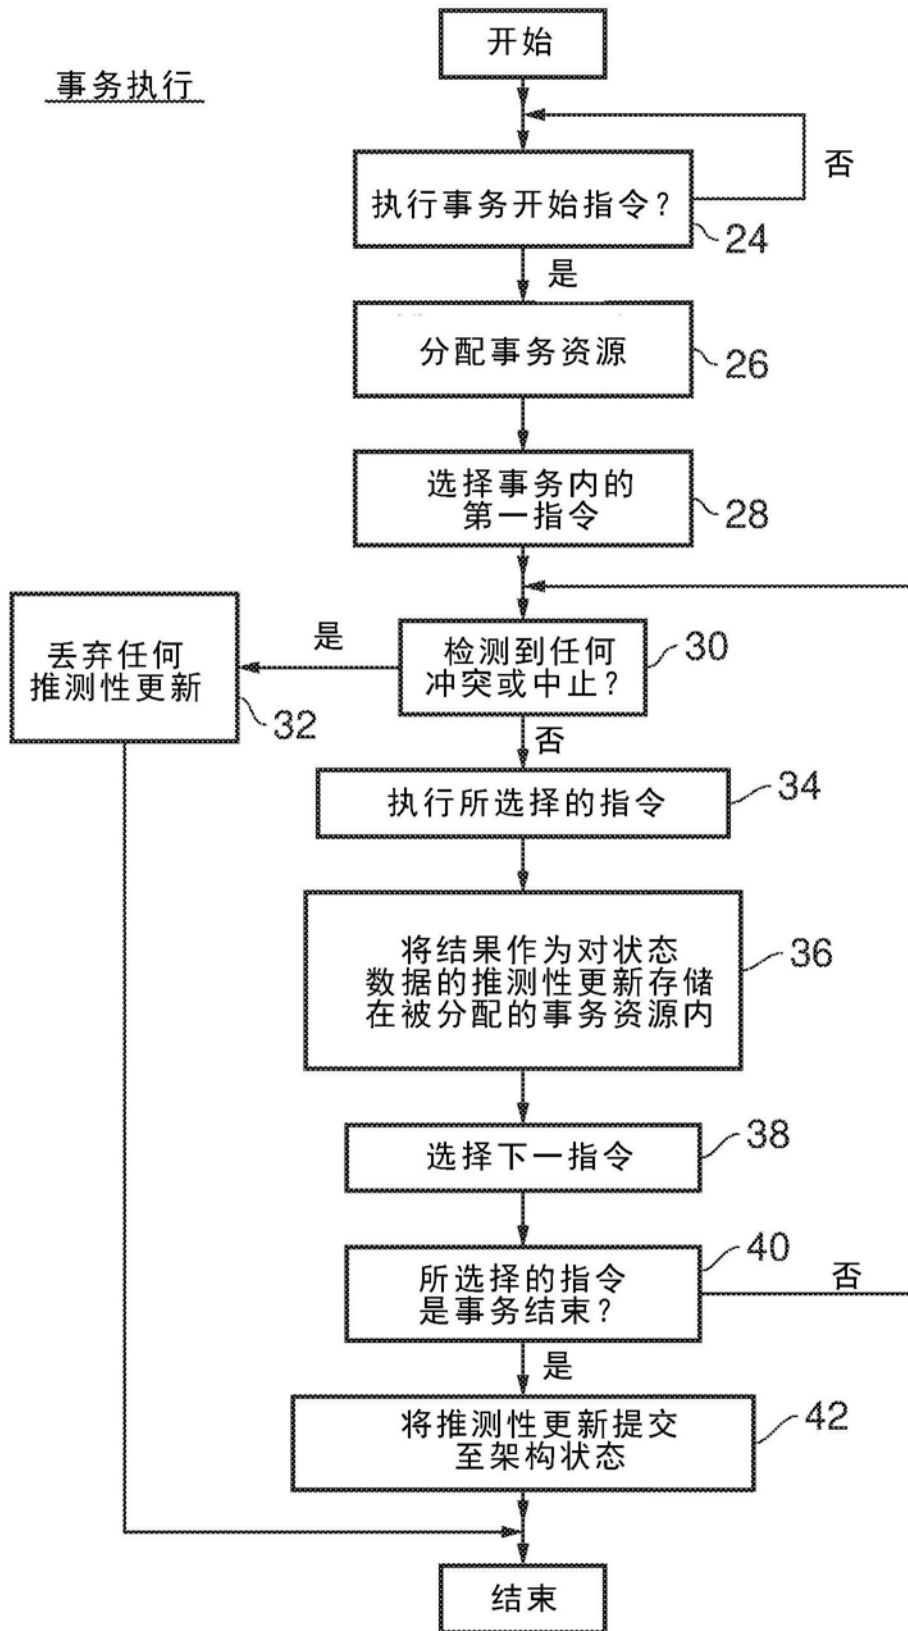 开始
事务执行
否
执行事务开始指令？
24
是
分配事务资源
26
选择事务内的
第一指令
28
是
丢弃任何
推测性更新
32
检测到任何
冲突或中止？
30
否
执行所选择的指令
34
将结果作为对状态
数据的推测性更新存储
在被分配的事务资源内
36
选择下一指令
38
所选择的指令
是事务结束？
40
否
是
将推测性更新提交
至架构状态
42
结束